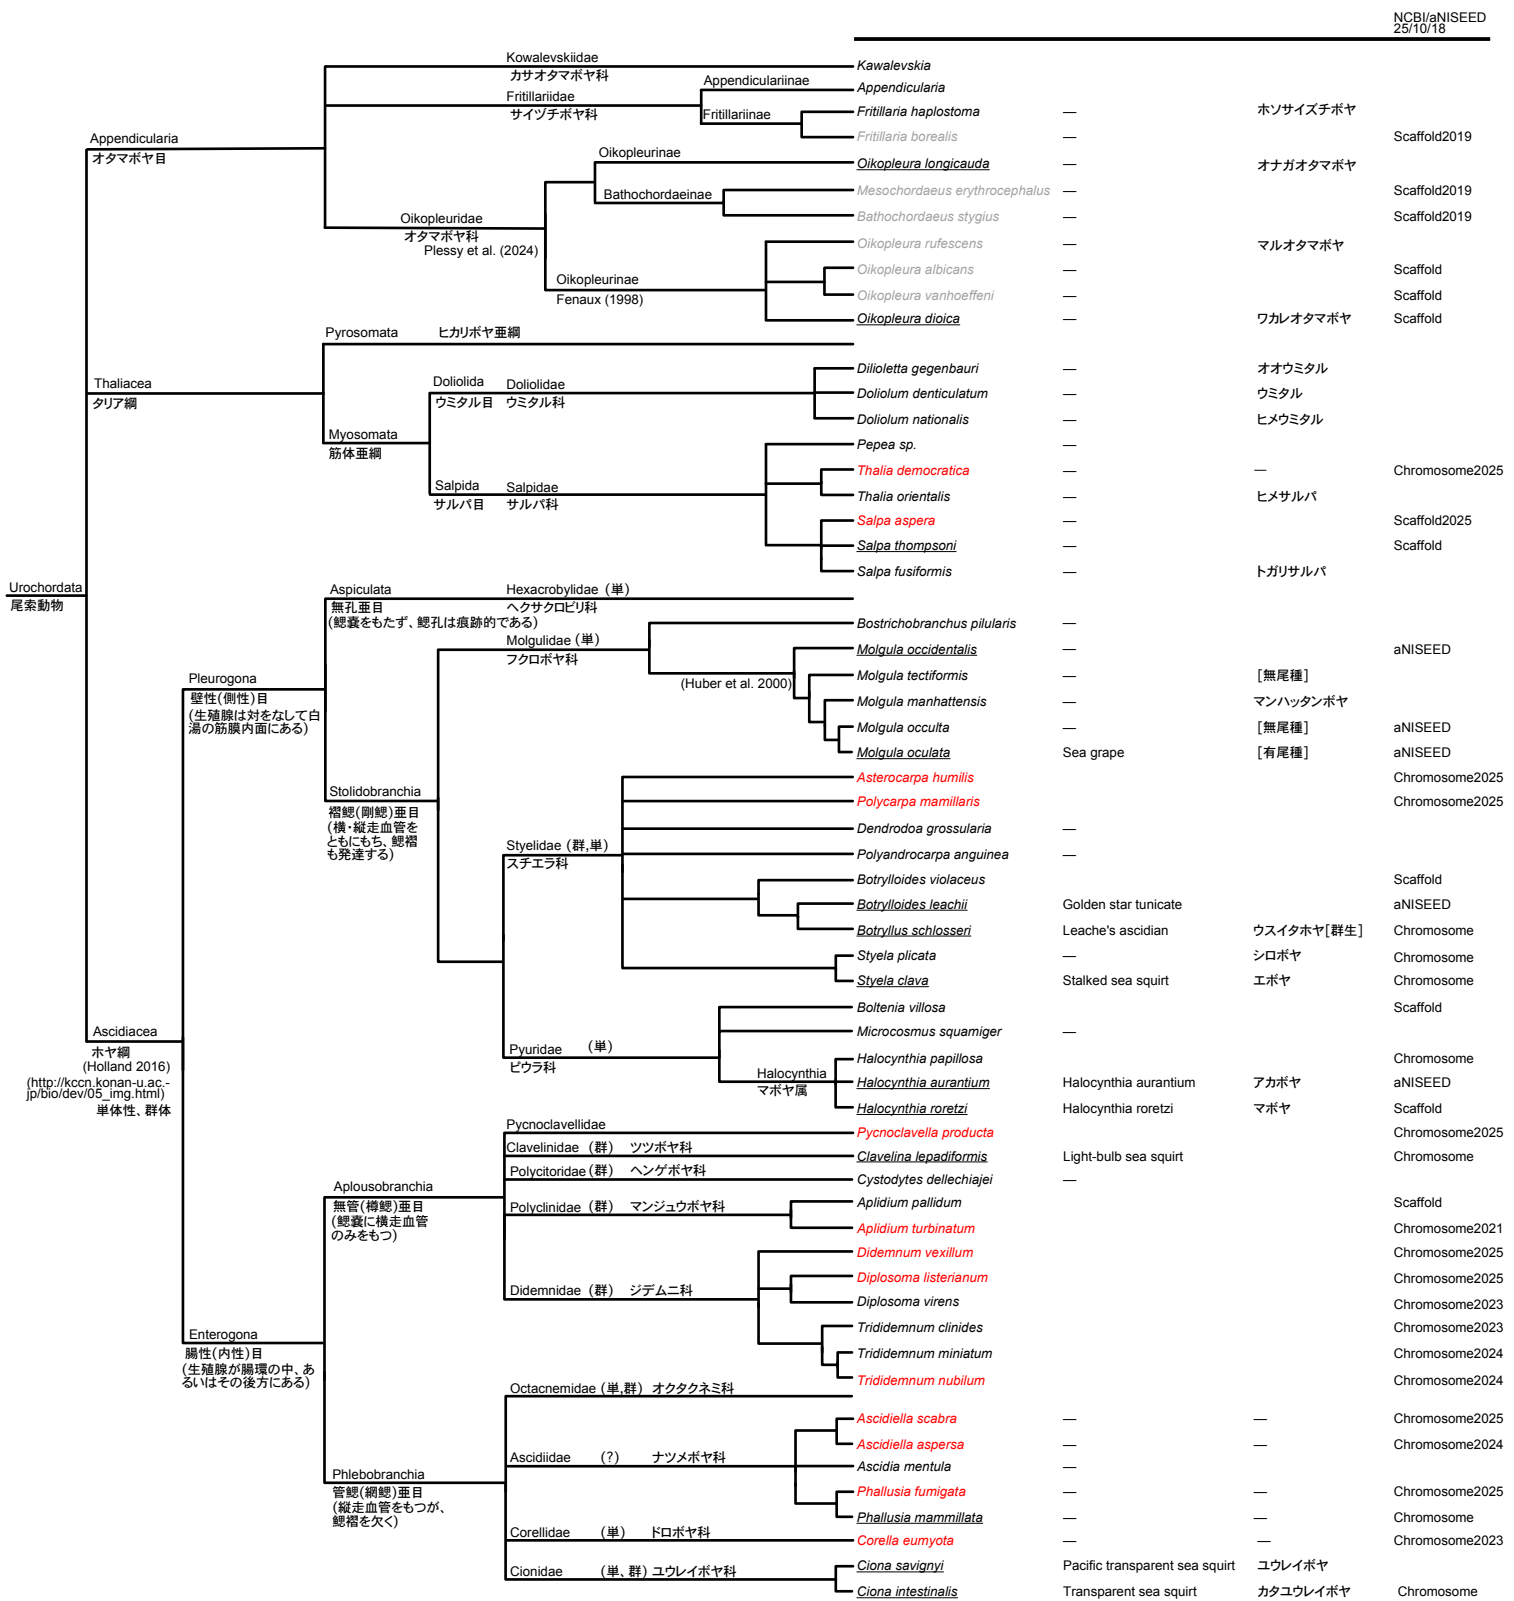 NCBI/aNISEED
25/10/18
Kowalevskiidae
カサオタマボヤ科
Kawalevskia
Appendiculariinae
Appendicularia
Fritillariidae
サイヅチボヤ科
Fritillariinae
Fritillaria haplostoma — ホソサイズチボヤ
Fritillaria borealis — Scaffold2019
Appendicularia
オタマボヤ目
Oikopleurinae
Oikopleura longicauda — オナガオタマボヤ
Bathochordaeinae
Mesochordaeus erythrocephalus — Scaffold2019
Bathochordaeus stygius — Scaffold2019
Oikopleuridae
オタマボヤ科
Plessy et al. (2024)
Oikopleura rufescens — マルオタマボヤ
Oikopleura albicans — Scaffold
Oikopleurinae
Fenaux (1998)
Oikopleura vanhoeffeni — Scaffold
Oikopleura dioica — ワカレオタマボヤ Scaffold
Pyrosomata ヒカリボヤ亜綱
Thaliacea
タリア綱
Dilioletta gegenbauri — オオウミタル
Doliolida Doliolidae
ウミタル目 ウミタル科
Doliolum denticulatum — ウミタル
Doliolum nationalis — ヒメウミタル
Myosomata
筋体亜綱
Pepea sp. —
Thalia democratica — — Chromosome2025
Salpida Salpidae
サルパ目 サルパ科
Thalia orientalis — ヒメサルパ
Salpa aspera — Scaffold2025
Salpa thompsoni — Scaffold
Salpa fusiformis — トガリサルパ
Urochordata
尾索動物
Aspiculata
無孔亜目
(鰓嚢をもたず、鰓孔は痕跡的である)
Hexacrobylidae (単)
ヘクサクロビリ科
Bostrichobranchus pilularis —
Molgulidae (単)
フクロボヤ科
Molgula occidentalis — aNISEED
(Huber et al. 2000)
Molgula tectiformis — [無尾種]
Molgula manhattensis — マンハッタンボヤ
Molgula occulta — [無尾種] aNISEED
Molgula oculata Sea grape [有尾種] aNISEED
Pleurogona
壁性(側性)目
(生殖腺は対をなして白
湯の筋膜内面にある)
Asterocarpa humilis Chromosome2025
Polycarpa mamillaris Chromosome2025
Stolidobranchia
褶鰓(剛鰓)亜目
(横・縦走血管を
ともにもち、鰓褶
も発達する)
Dendrodoa grossularia —
Styelidae (群,単)
スチエラ科
Polyandrocarpa anguinea —
Botrylloides violaceus Scaffold
Botrylloides leachii Golden star tunicate aNISEED
Botryllus schlosseri Leache's ascidian ウスイタホヤ[群生] Chromosome
Styela plicata — シロボヤ Chromosome
Styela clava Stalked sea squirt エボヤ Chromosome
Boltenia villosa Scaffold
Microcosmus squamiger —
Pyuridae (単)
ピウラ科
Halocynthia papillosa Chromosome
Halocynthia
マボヤ属
Halocynthia aurantium Halocynthia aurantium アカボヤ aNISEED
Halocynthia roretzi Halocynthia roretzi マボヤ Scaffold
Ascidiacea
ホヤ綱
(Holland 2016)
(http://kccn.konan-u.ac.-
jp/bio/dev/05_img.html)
単体性、群体
Pycnoclavellidae
Pycnoclavella producta Chromosome2025
Clavelinidae (群) ツツボヤ科
Clavelina lepadiformis Light-bulb sea squirt Chromosome
Polycitoridae (群) ヘンゲボヤ科
Cystodytes dellechiajei —
Aplousobranchia
無管(樽鰓)亜目
(鰓嚢に横走血管
のみをもつ)
Polyclinidae (群) マンジュウボヤ科
Aplidium pallidum Scaffold
Aplidium turbinatum Chromosome2021
Didemnum vexillum Chromosome2025
Diplosoma listerianum Chromosome2025
Didemnidae (群) ジデムニ科
Diplosoma virens Chromosome2023
Trididemnum clinides Chromosome2023
Trididemnum miniatum Chromosome2024
Trididemnum nubilum Chromosome2024
Enterogona
腸性(内性)目
(生殖腺が腸環の中、あ
るいはその後方にある)
Octacnemidae (単,群) オクタクネミ科
Ascidiella scabra — — Chromosome2025
Ascidiella aspersa — — Chromosome2024
Ascidiidae (?) ナツメボヤ科
Ascidia mentula —
Phlebobranchia
管鰓(網鰓)亜目
(縦走血管をもつが、
鰓褶を欠く)
Phallusia fumigata — — Chromosome2025
Phallusia mammillata — — Chromosome
Corellidae (単) ドロボヤ科
Corella eumyota — — Chromosome2023
Cionidae (単、群) ユウレイボヤ科
Ciona savignyi Pacific transparent sea squirt ユウレイボヤ
Ciona intestinalis Transparent sea squirt カタユウレイボヤ Chromosome